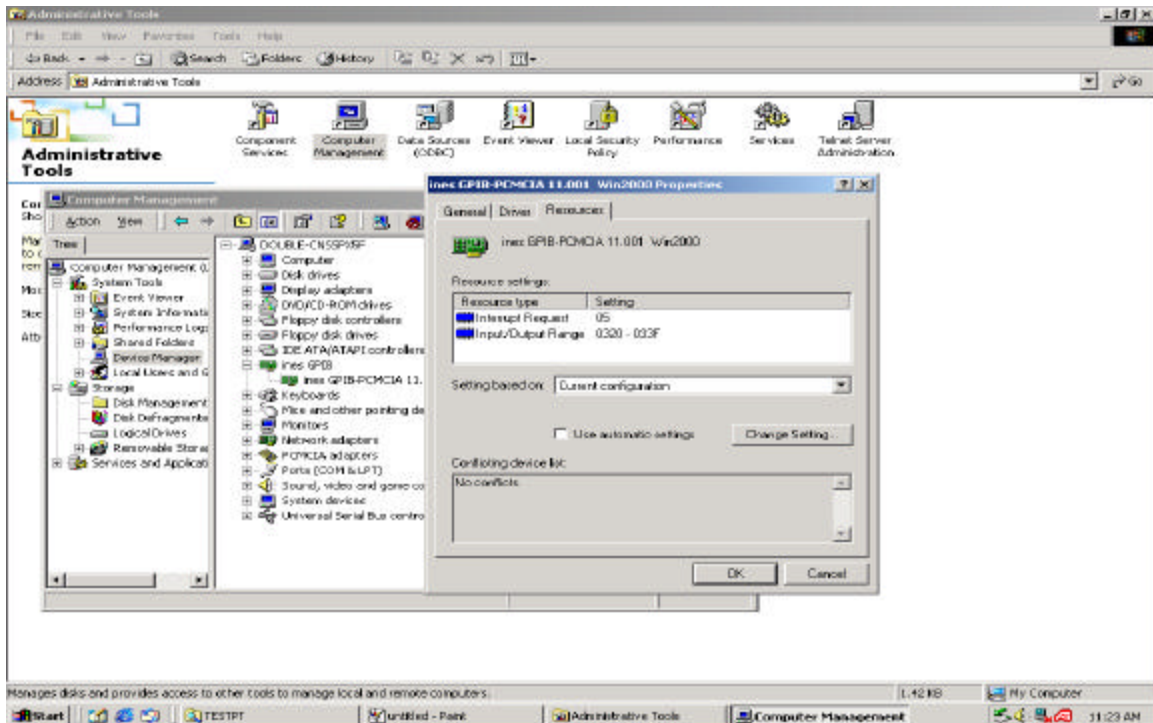 Administrative Tools
File Edit View Favorites Tools Help
Back Search Folders History
Address Administrative Tools Go
Administrative
Tools
Component
Services
Computer
Management
Data Sources
(ODBC)
Event Viewer
Local Security
Policy
Performance
Services
Telnet Server
Administration
Computer Management
Action View
Tree
Computer Management (L
System Tools
Event Viewer
System Informati
Performance Logs
Shared Folders
Device Manager
Local Users and G
Storage
Disk Management
Disk Defragmente
Logical Drives
Removable Storag
Services and Applicati
Computer
Disk drives
Display adapters
DVD/CD-ROM drives
Floppy disk controllers
Floppy disk drives
IDE ATA/ATAPI controllers
ines GPIB
ines GPIB-PCMCIA 11.
Keyboards
Mice and other pointing de
Monitors
Network adapters
PCMCIA adapters
Ports (COM & LPT)
Sound, video and game co
System devices
Universal Serial Bus contro
ines GPIB-PCMCIA 11.001 Win2000 Properties
General Driver Resources
ines GPIB-PCMCIA 11.001 Win2000
Resource settings:
Resource type Setting
Interrupt Request 05
Input/Output Range 0320 - 033F
Setting based on: Current configuration
Use automatic settings
Change Setting...
Conflicting device list:
No conflicts.
OK Cancel
Manages disks and provides access to other tools to manage local and remote computers.
1.42 KB
My Computer
Start
TESTPT
untitled - Paint
Administrative Tools
Computer Management
11:23 AM